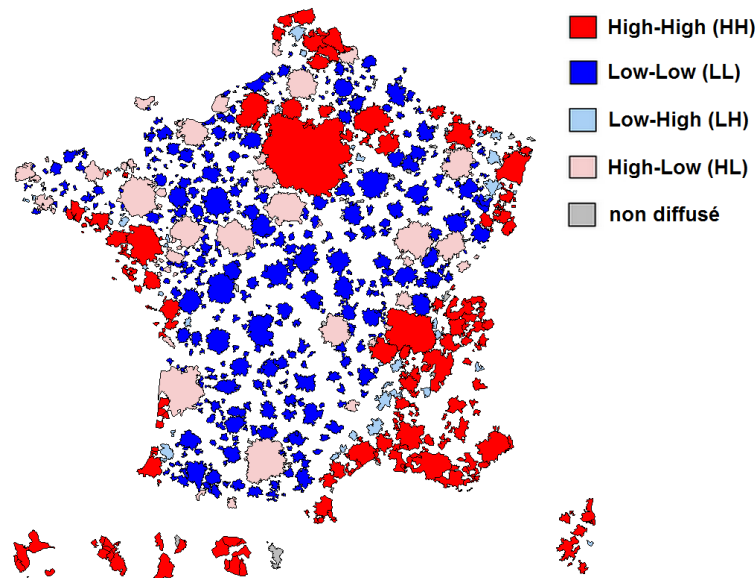 High-High (HH)
Low-Low (LL)
Low-High (LH)
High-Low (HL)
non diffusé